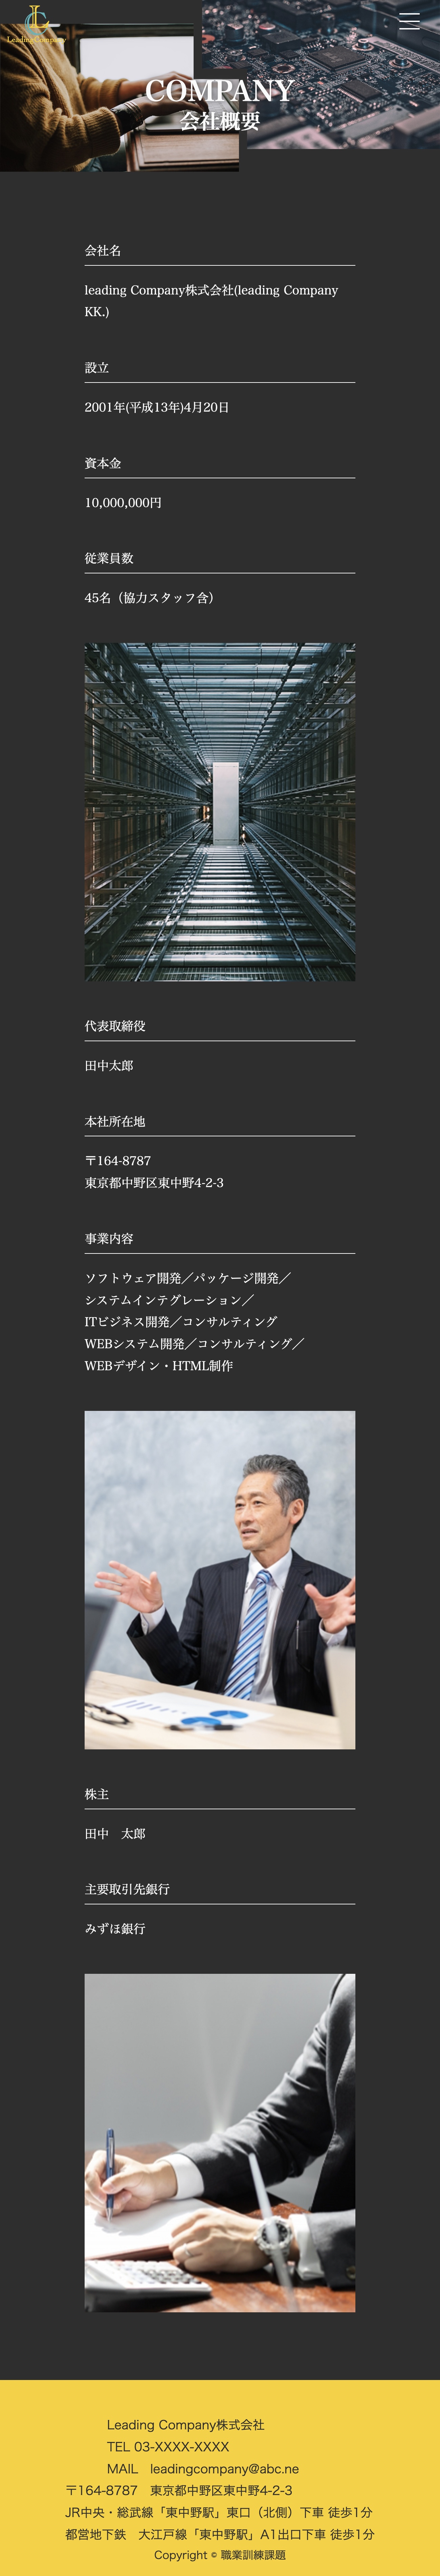 LC
Leading Company
COMPANY
会社概要
会社名
leading Company株式会社(leading Company
KK.)
設立
2001年(平成13年)4月20日
資本金
10,000,000円
従業員数
45名（協力スタッフ含）
代表取締役
田中太郎
本社所在地
〒164-8787
東京都中野区東中野4-2-3
事業内容
ソフトウェア開発／パッケージ開発／
システムインテグレーション／
ITビジネス開発／コンサルティング
WEBシステム開発／コンサルティング／
WEBデザイン・HTML制作
株主
田中　太郎
主要取引先銀行
みずほ銀行
Leading Company株式会社
TEL 03-XXXX-XXXX
MAIL　leadingcompany@abc.ne
〒164-8787　東京都中野区東中野4-2-3
JR中央・総武線「東中野駅」東口（北側）下車 徒歩1分
都営地下鉄　大江戸線「東中野駅」A1出口下車 徒歩1分
Copyright © 職業訓練課題